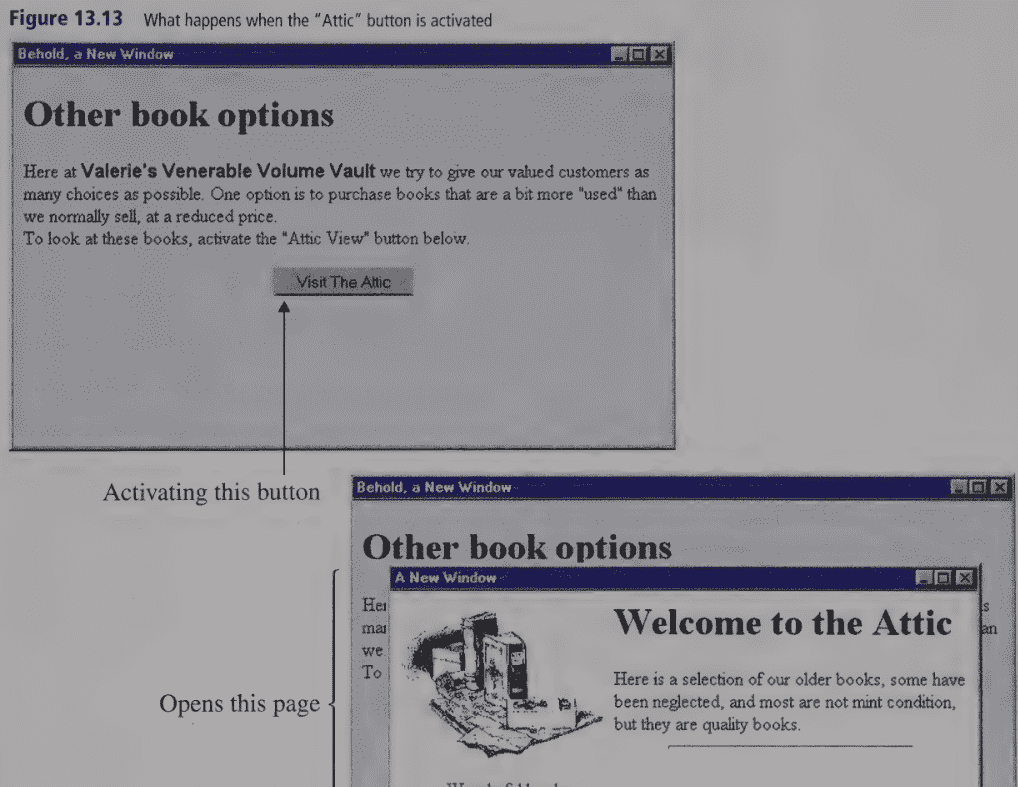 Figure 13.13 What happens when the "Attic" button is activated
Behold, a New Window
Other book options
Here at Valerie's Venerable Volume Vault we try to give our valued customers as
many choices as possible. One option is to purchase books that are a bit more "used" than
we normally sell, at a reduced price.
To look at these books, activate the "Attic View" button below.
Visit The Attic
Activating this button
Behold, a New Window
Other book options
A New Window
Welcome to the Attic
Here is a selection of our older books, some have
been neglected, and most are not mint condition,
but they are quality books.
we
To
Opens this page